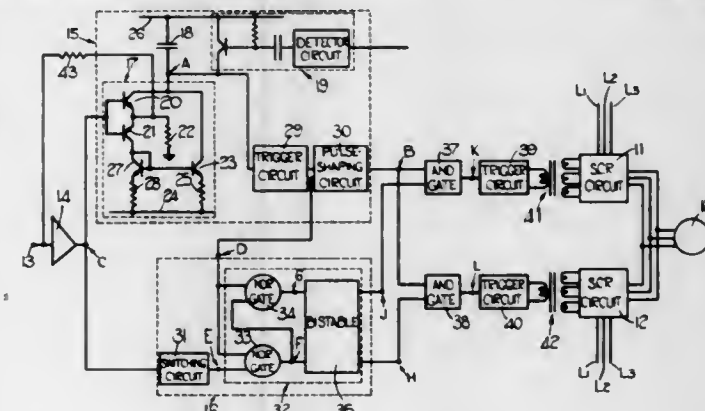 15
26
18
DETECTOR CIRCUIT
19
43
17
A
20
21
22
23
27
28
25
24
29
30
TRIGGER CIRCUIT
PULSE-SHAPING CIRCUIT
B
37
AND GATE
K
39
TRIGGER CIRCUIT
41
L1
L2
L3
11
SCR CIRCUIT
14
13
C
D
NOR GATE
34
G
BISTABLE
J
AND GATE
38
L
TRIGGER CIRCUIT
40
42
SCR CIRCUIT
12
31
SWITCHING CIRCUIT
E
33
NOR GATE
F
H
16
32
L1
L2
L3